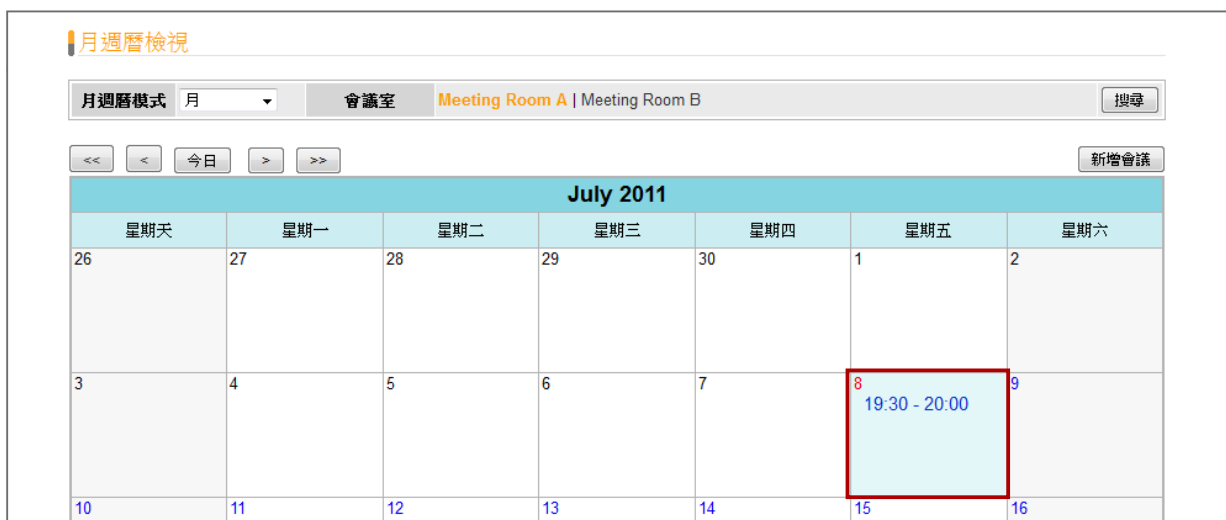 月週曆檢視
月週曆模式 月 會議室 Meeting Room A | Meeting Room B 搜尋
<< < 今日 > >> 新增會議
July 2011
星期天 星期一 星期二 星期三 星期四 星期五 星期六
26 27 28 29 30 1 2
3 4 5 6 7 8 9
19:30 - 20:00
10 11 12 13 14 15 16